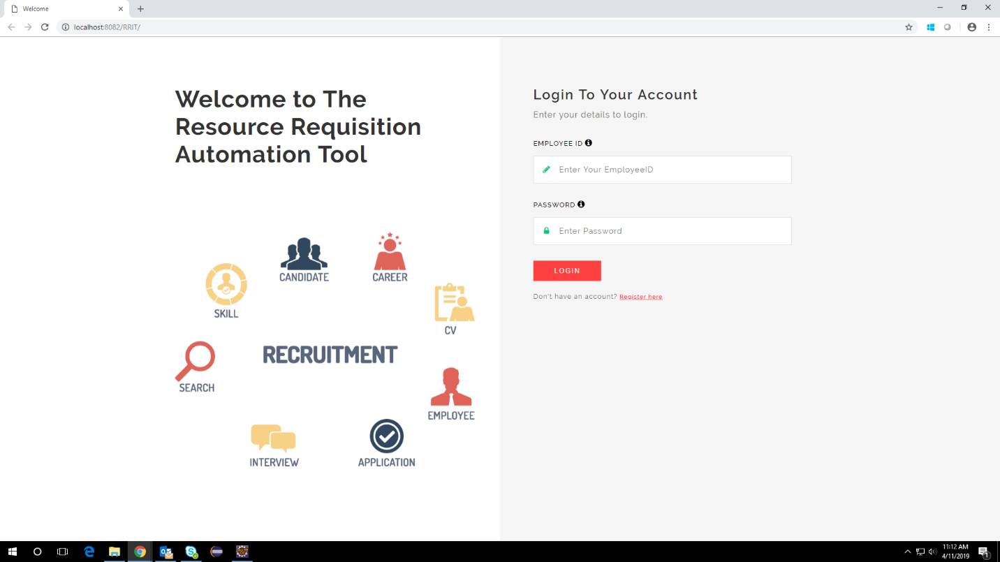 Welcome
localhost:8082/RRIT/
Welcome to The
Resource Requisition
Automation Tool
CANDIDATE
CAREER
SKILL
CV
RECRUITMENT
SEARCH
EMPLOYEE
INTERVIEW
APPLICATION
Login To Your Account
Enter your details to login.
EMPLOYEE ID
Enter Your EmployeeID
PASSWORD
Enter Password
LOGIN
Don't have an account? Register here
11:12 AM
4/11/2019
1